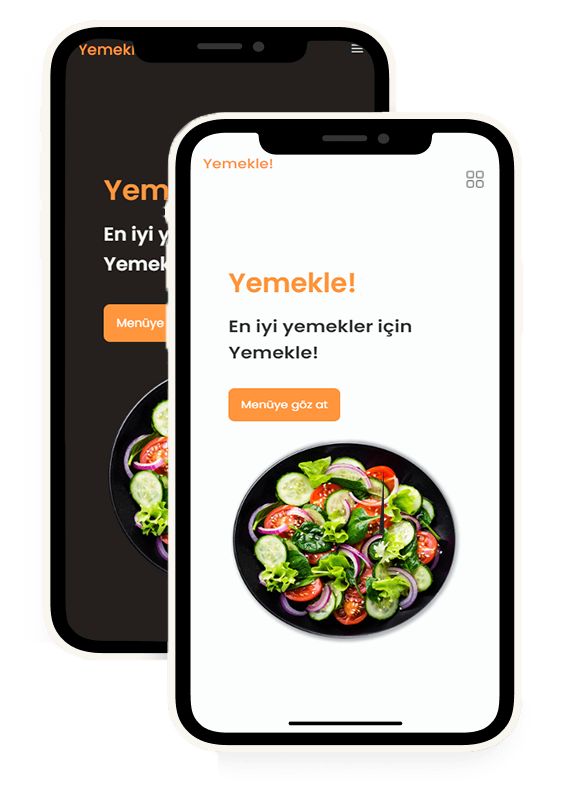 Yemekl
Yem
En iyi y
Yemek
Menüye
Yemekle!
Yemekle!
En iyi yemekler için
Yemekle!
Menüye göz at